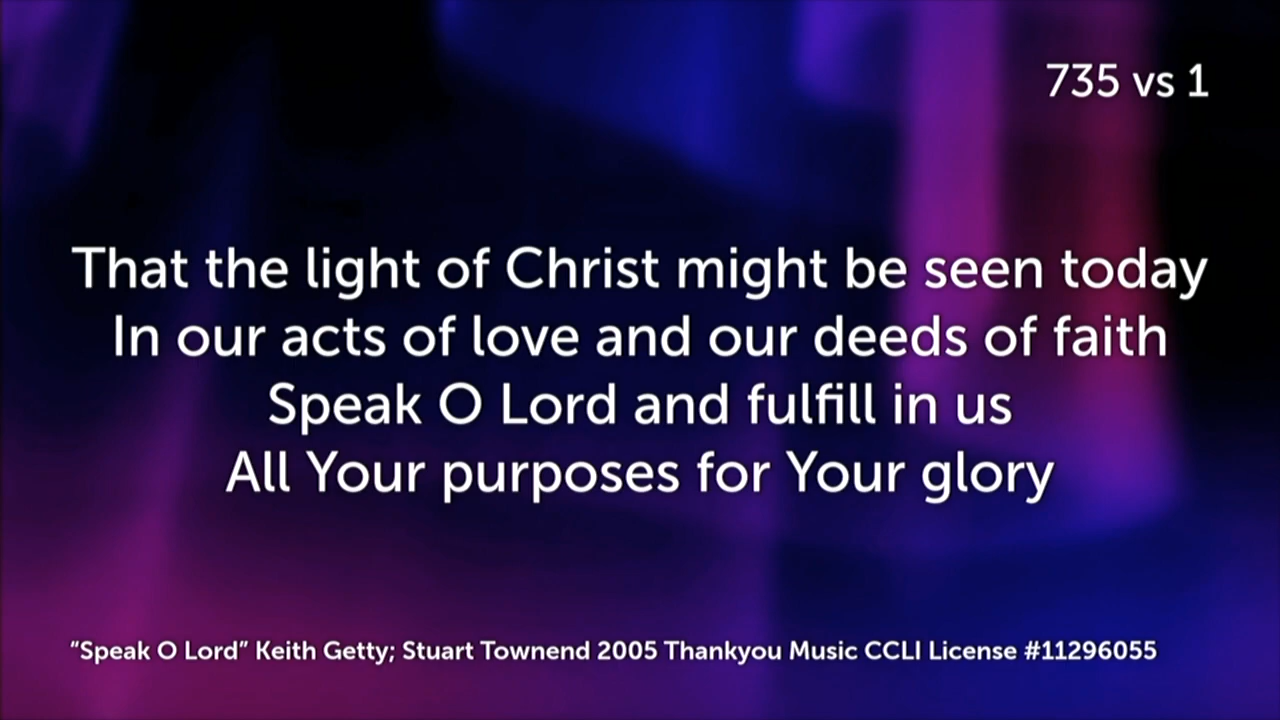 735 vs 1
That the light of Christ might be seen today
In our acts of love and our deeds of faith
Speak O Lord and fulfill in us
All Your purposes for Your glory
“Speak O Lord” Keith Getty; Stuart Townend 2005 Thankyou Music CCLI License #11296055